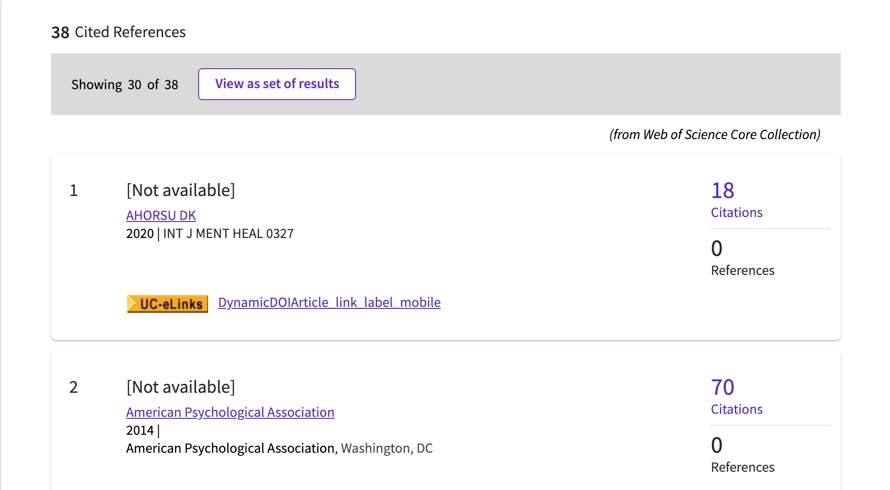 38 Cited References
Showing 30 of 38 View as set of results
(from Web of Science Core Collection)
1 [Not available] 18
AHORSU DK Citations
2020 | INT J MENT HEAL 0327
0
References
UC-eLinks DynamicDOIArticle_link_label_mobile
2 [Not available] 70
American Psychological Association Citations
2014 |
American Psychological Association, Washington, DC 0
References